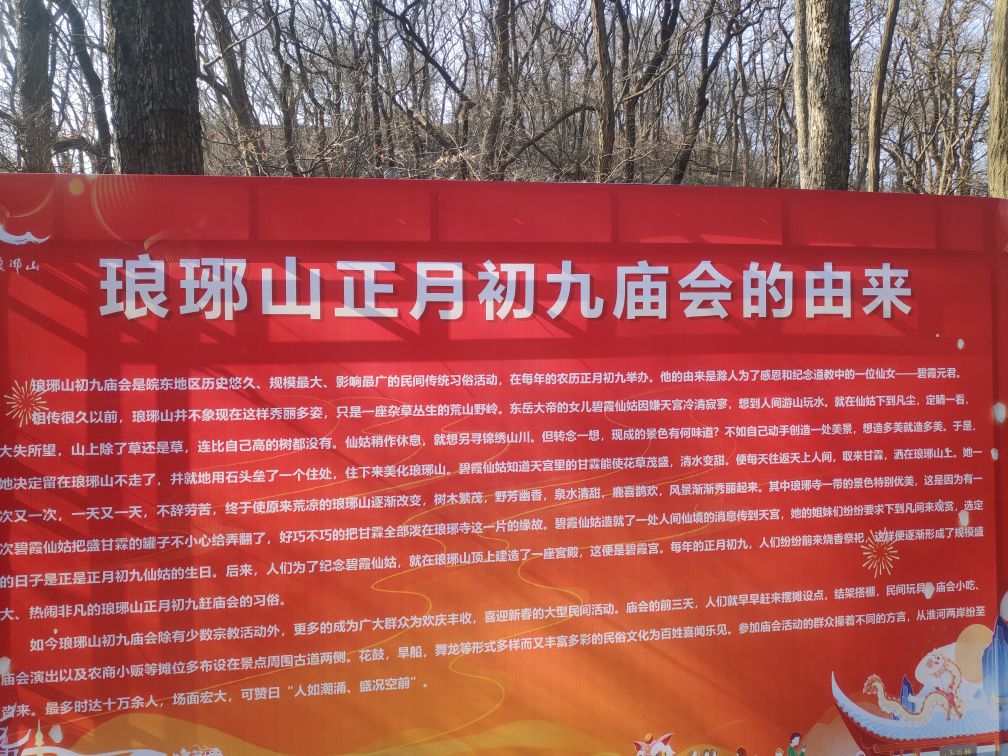 琅琊山
琅琊山正月初九庙会的由来
琅琊山初九庙会是皖东地区历史悠久、规模最大、影响最广的民间传统习俗活动，在每年的农历正月初九举办。他的由来是滁人为了感恩和纪念道教中的一位仙女——碧霞元君。
相传很久以前，琅琊山并不象现在这样秀丽多姿，只是一座杂草丛生的荒山野岭。东岳大帝的女儿碧霞仙姑因嫌天宫冷清寂寥，想到人间游山玩水。就在仙姑下到凡尘，定睛一看，
大失所望，山上除了草还是草，连比自己高的树都没有。仙姑稍作休息，就想另寻锦绣山川。但转念一想，现成的景色有何味道？不如自己动手创造一处美景，想造多美就造多美。于是，
她决定留在琅琊山不走了，并就地用石头垒了一个住处，住下来美化琅琊山。碧霞仙姑知道天宫里的甘霖能使花草茂盛，清水变甜。便每天往返天上人间，取来甘霖，洒在琅琊山上。她一
次又一次，一天又一天，不辞劳苦，终于使原来荒凉的琅琊山逐渐改变，树木繁茂，野芳幽香，泉水清甜，鹿喜鹊欢，风景渐渐秀丽起来。其中琅琊寺一带的景色特别优美，这是因为有一
次碧霞仙姑把盛甘霖的罐子不小心给弄翻了，好巧不巧的把甘霖全部泼在琅琊寺这一片的缘故。碧霞仙姑造就了一处人间仙境的消息传到天宫，她的姐妹们纷纷要求下到凡间来观赏，选定
的日子是正是正月初九仙姑的生日。后来，人们为了纪念碧霞仙姑，就在琅琊山顶上建造了一座宫殿，这便是碧霞宫。每年的正月初九，人们纷纷前来烧香祭祀，这样便逐渐形成了规模盛
大、热闹非凡的琅琊山正月初九赶庙会的习俗。
如今琅琊山初九庙会除有少数宗教活动外，更多的成为广大群众为欢庆丰收，喜迎新春的大型民间活动。庙会的前三天，人们就早早赶来摆摊设点，结架搭棚，民间玩具、庙会小吃、
庙会演出以及农商小贩等摊位多布设在景点周围古道两侧。花鼓，旱船，舞龙等形式多样而又丰富多彩的民俗文化为百姓喜闻乐见。参加庙会活动的群众操着不同的方言，从淮河两岸纷至
沓来。最多时达十万余人，场面宏大，可赞曰“人如潮涌、盛况空前”。